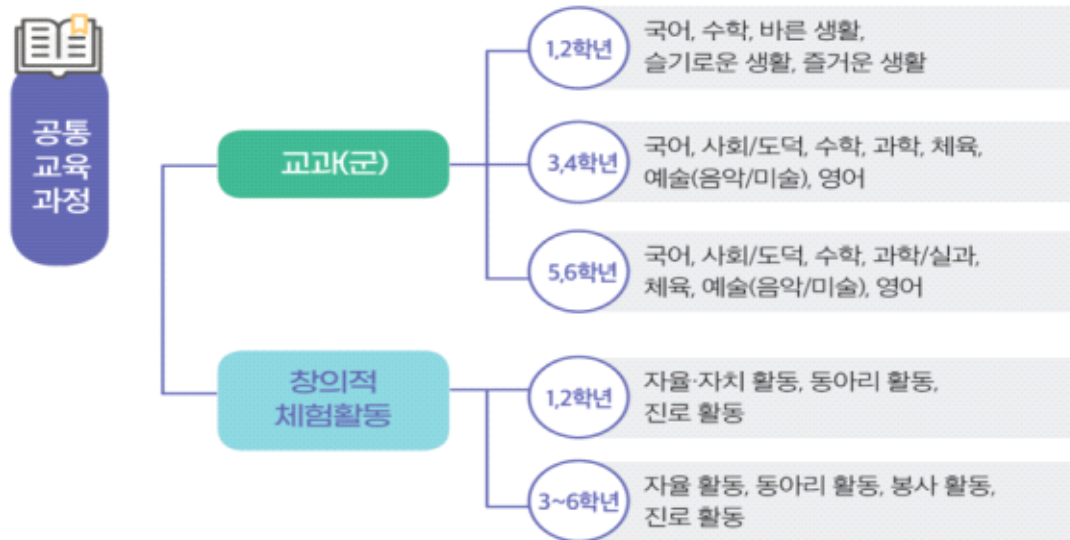 공통
교육
과정
교과(군)
1,2학년
국어, 수학, 바른 생활,
슬기로운 생활, 즐거운 생활
3,4학년
국어, 사회/도덕, 수학, 과학, 체육,
예술(음악/미술), 영어
5,6학년
국어, 사회/도덕, 수학, 과학/실과,
체육, 예술(음악/미술), 영어
창의적
체험활동
1,2학년
자율·자치 활동, 동아리 활동,
진로 활동
3~6학년
자율 활동, 동아리 활동, 봉사 활동,
진로 활동